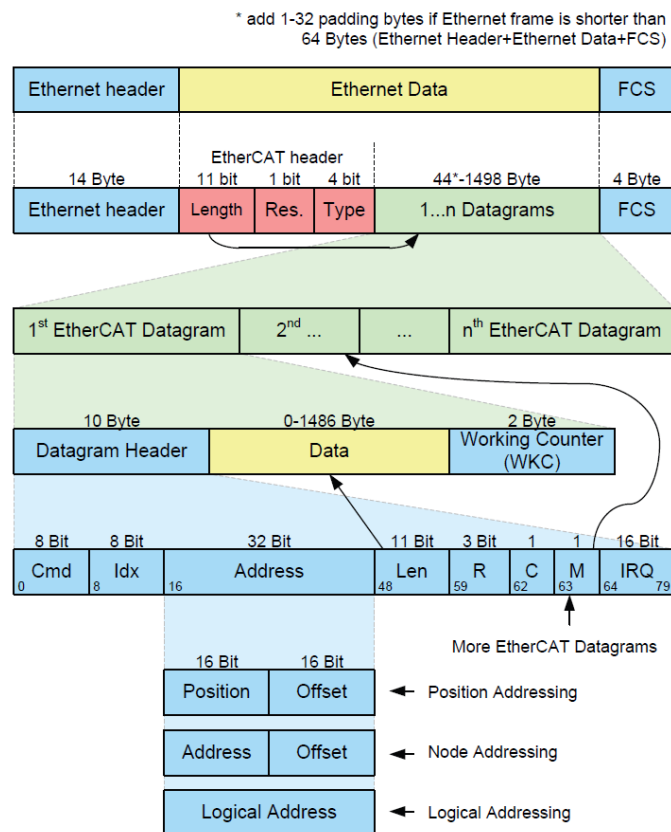 * add 1-32 padding bytes if Ethernet frame is shorter than
64 Bytes (Ethernet Header+Ethernet Data+FCS)
Ethernet header Ethernet Data FCS
EtherCAT header
14 Byte 11 bit 1 bit 4 bit 44*-1498 Byte 4 Byte
Ethernet header Length Res. Type 1...n Datagrams FCS
1st EtherCAT Datagram 2nd ... ... nth EtherCAT Datagram
10 Byte 0-1486 Byte 2 Byte
Datagram Header Data Working Counter
(WKC)
8 Bit 8 Bit 32 Bit 11 Bit 3 Bit 1 1 16 Bit
Cmd Idx Address Len R C M IRQ
0 8 16 48 59 62 63 64 79
More EtherCAT Datagrams
16 Bit 16 Bit
Position Offset Position Addressing
Address Offset Node Addressing
Logical Address Logical Addressing